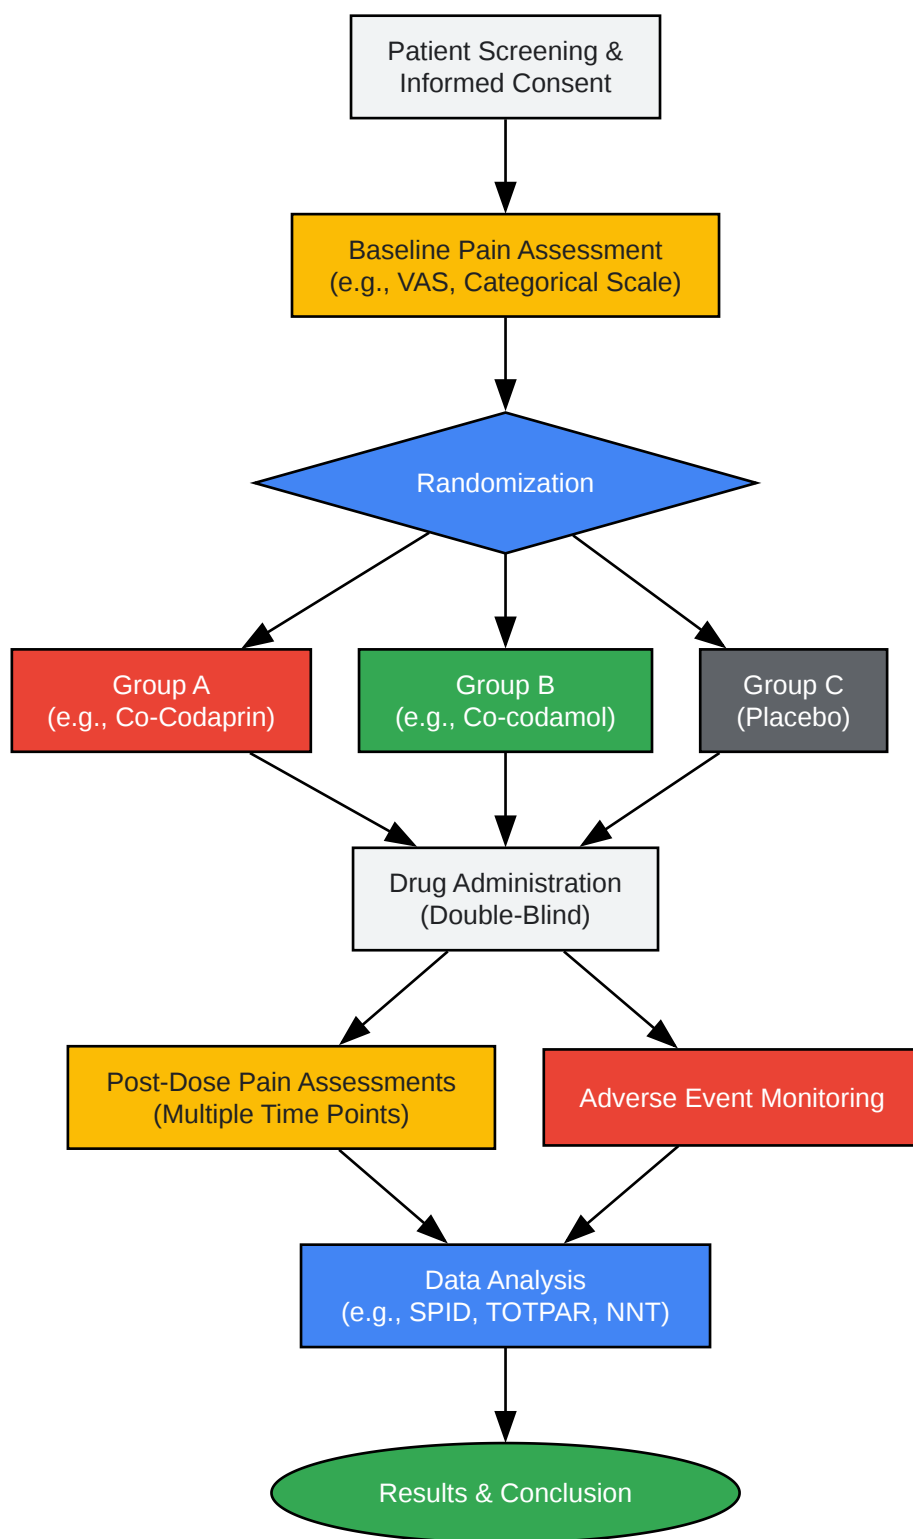 Patient Screening &
Informed Consent
Baseline Pain Assessment
(e.g., VAS, Categorical Scale)
Randomization
Group A
(e.g., Co-Codaprin)
Group B
(e.g., Co-codamol)
Group C
(Placebo)
Drug Administration
(Double-Blind)
Post-Dose Pain Assessments
(Multiple Time Points)
Adverse Event Monitoring
Data Analysis
(e.g., SPID, TOTPAR, NNT)
Results & Conclusion